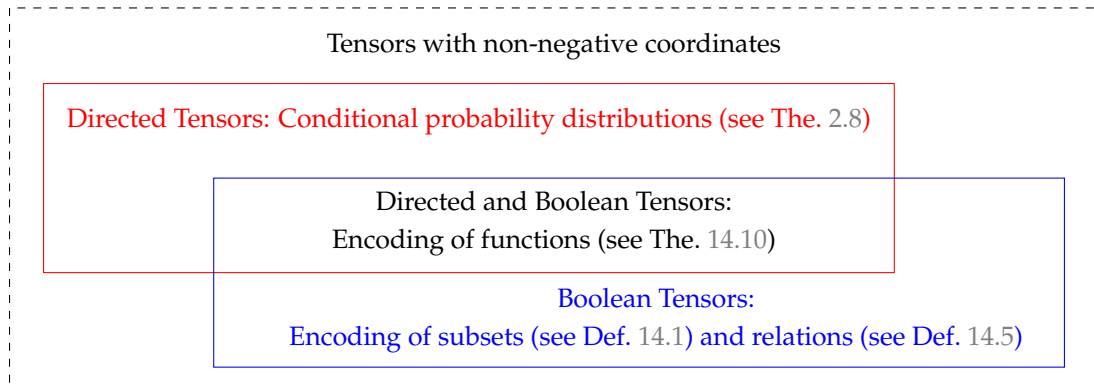 Tensors with non-negative coordinates
Directed Tensors: Conditional probability distributions (see The. 2.8)
Directed and Boolean Tensors:
Encoding of functions (see The. 14.10)
Boolean Tensors:
Encoding of subsets (see Def. 14.1) and relations (see Def. 14.5)